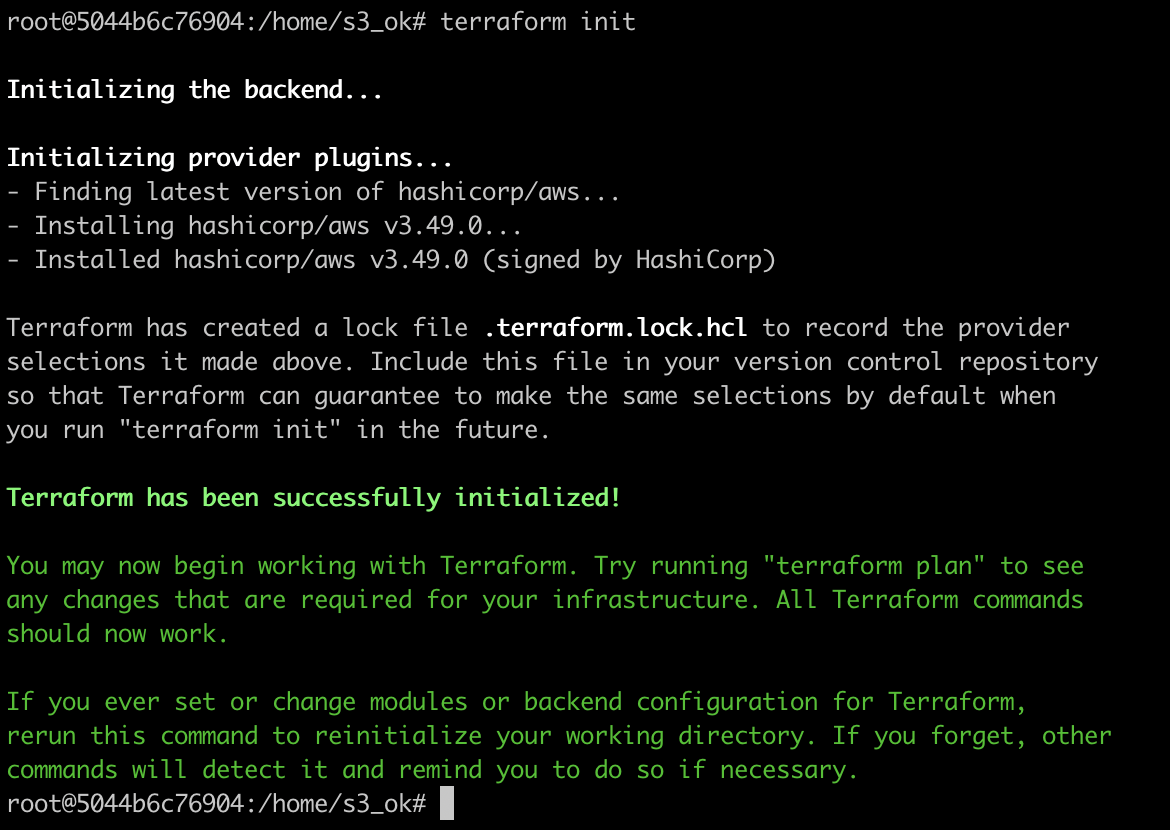 root@5044b6c76904:/home/s3_ok# terraform init
Initializing the backend...
Initializing provider plugins...
- Finding latest version of hashicorp/aws...
- Installing hashicorp/aws v3.49.0...
- Installed hashicorp/aws v3.49.0 (signed by HashiCorp)
Terraform has created a lock file .terraform.lock.hcl to record the provider
selections it made above. Include this file in your version control repository
so that Terraform can guarantee to make the same selections by default when
you run "terraform init" in the future.
Terraform has been successfully initialized!
You may now begin working with Terraform. Try running "terraform plan" to see
any changes that are required for your infrastructure. All Terraform commands
should now work.
If you ever set or change modules or backend configuration for Terraform,
rerun this command to reinitialize your working directory. If you forget, other
commands will detect it and remind you to do so if necessary.
root@5044b6c76904:/home/s3_ok#